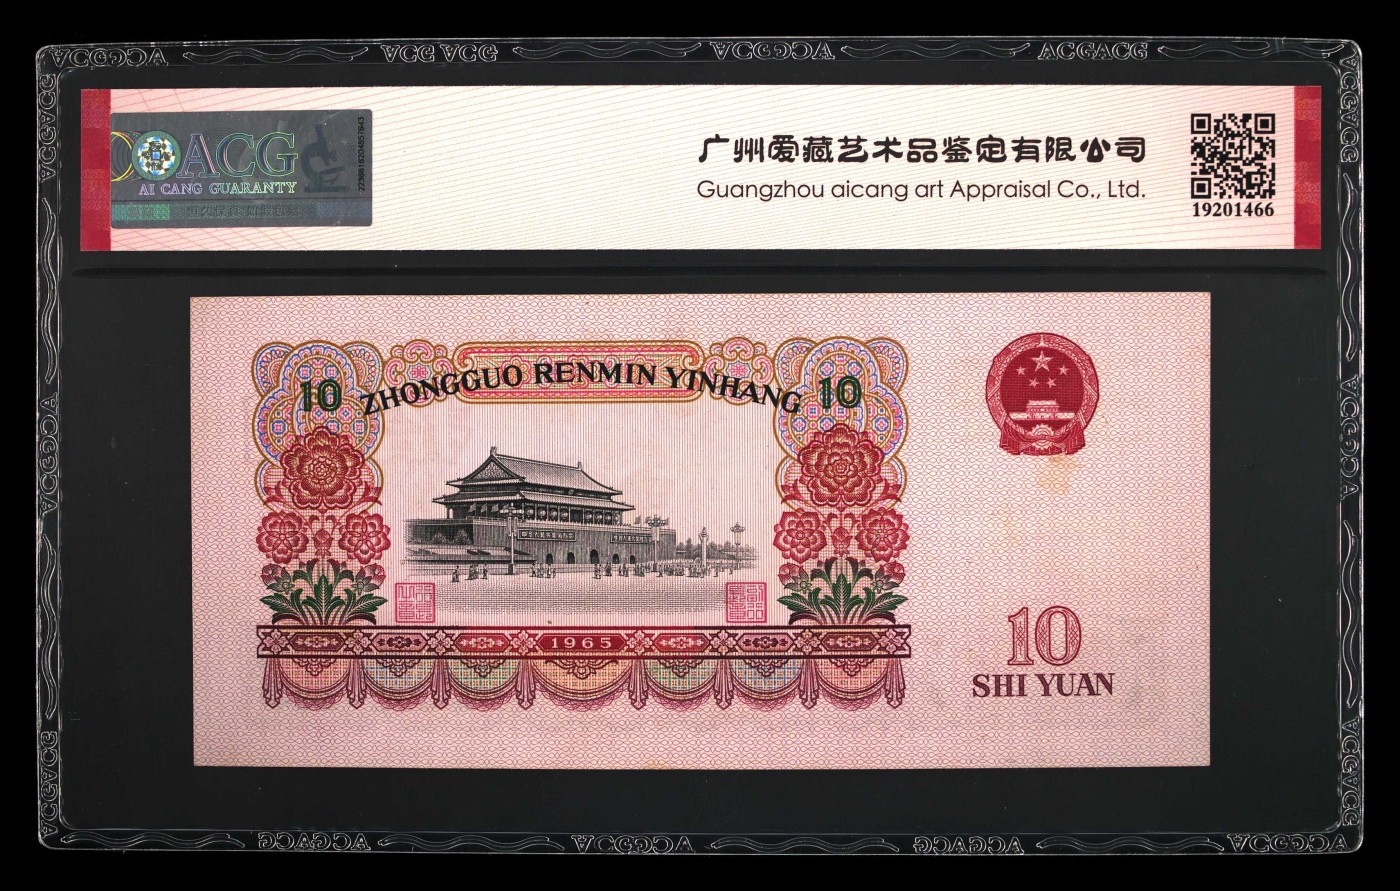 ACG
AI CANG GUARANTY
广州爱藏艺术品鉴定有限公司
Guangzhou aicang art Appraisal Co., Ltd.
19201466
10
ZHONGGUO RENMIN YINHANG
10
1965
10
SHI YUAN